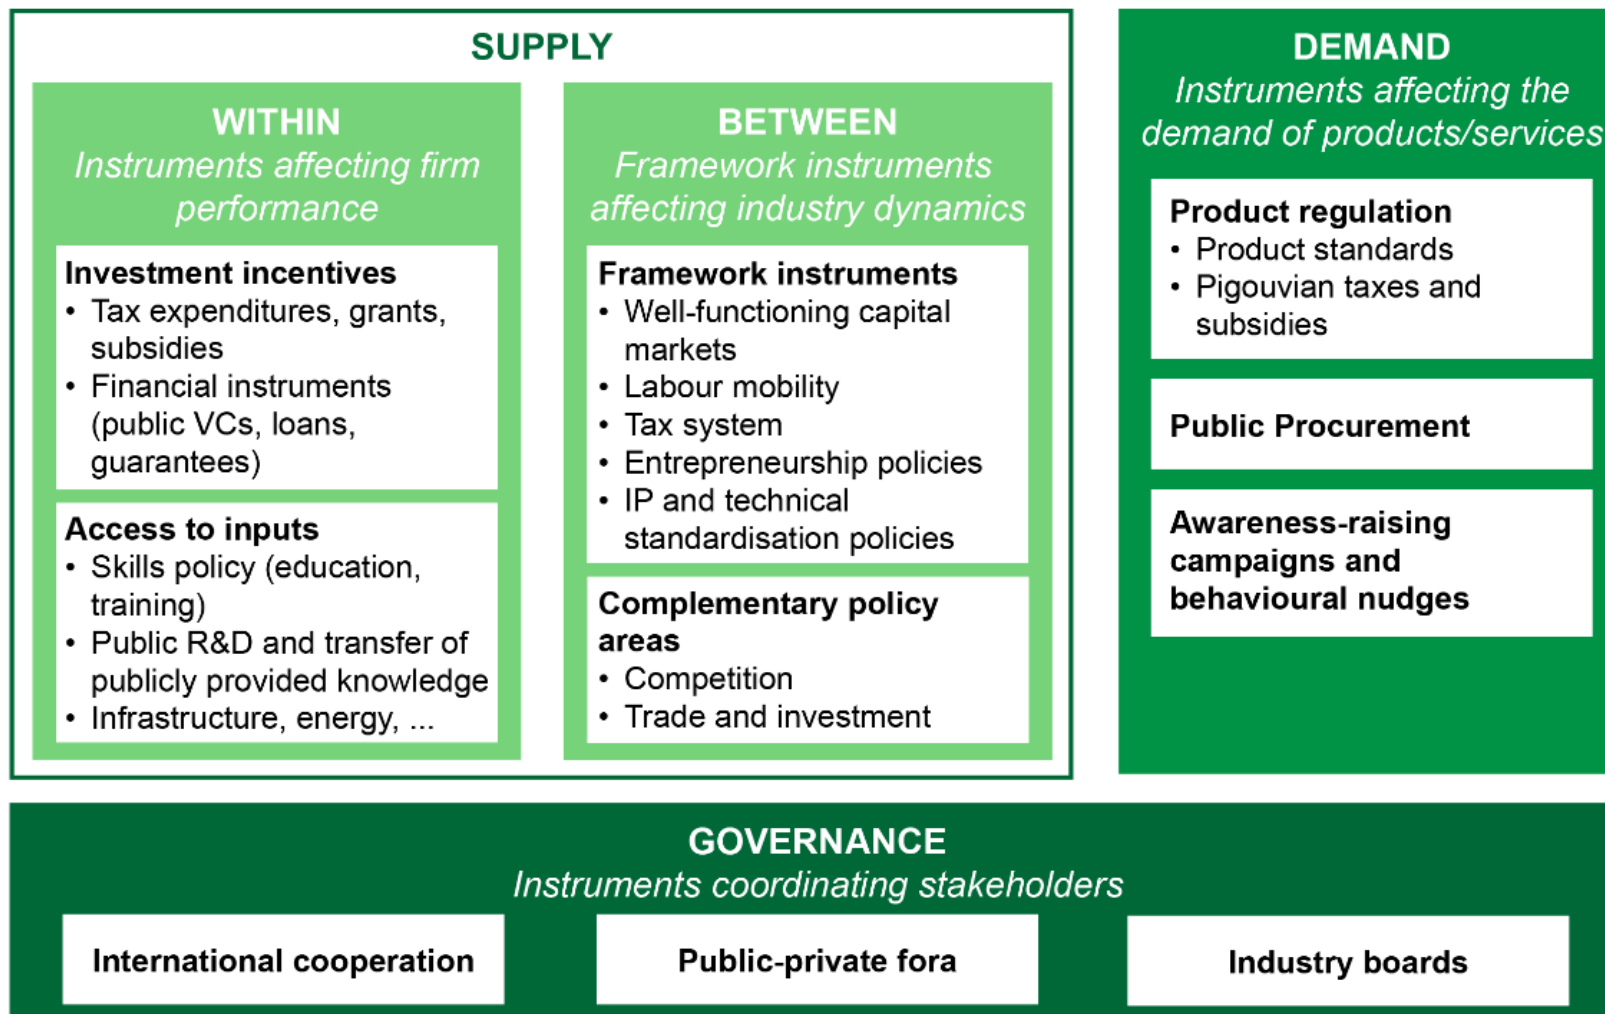 SUPPLY
WITHIN
Instruments affecting firm
performance
Investment incentives
• Tax expenditures, grants,
subsidies
• Financial instruments
(public VCs, loans,
guarantees)
Access to inputs
• Skills policy (education,
training)
• Public R&D and transfer of
publicly provided knowledge
• Infrastructure, energy, ...
BETWEEN
Framework instruments
affecting industry dynamics
Framework instruments
• Well-functioning capital
markets
• Labour mobility
• Tax system
• Entrepreneurship policies
• IP and technical
standardisation policies
Complementary policy
areas
• Competition
• Trade and investment
DEMAND
Instruments affecting the
demand of products/services
Product regulation
• Product standards
• Pigouvian taxes and
subsidies
Public Procurement
Awareness-raising
campaigns and
behavioural nudges
GOVERNANCE
Instruments coordinating stakeholders
International cooperation
Public-private fora
Industry boards